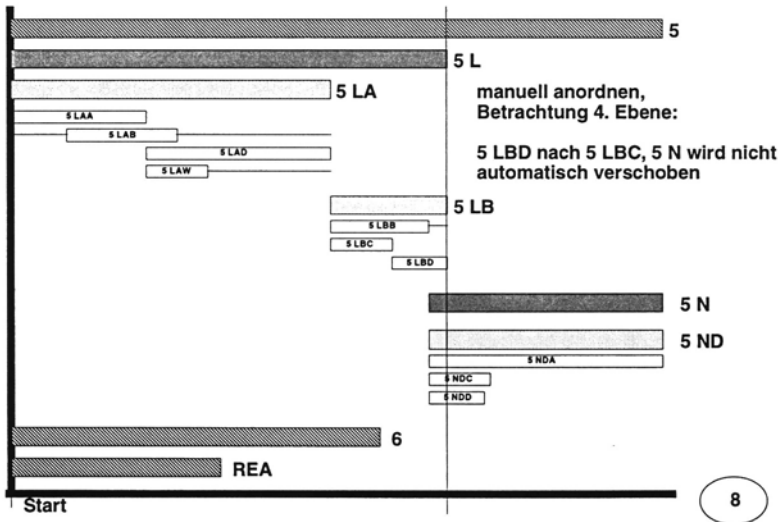 5
5 L
5 LA
manuell anordnen,
Betrachtung 4. Ebene:
5 LAA
5 LAB
5 LAD
5 LBD nach 5 LBC, 5 N wird nicht
automatisch verschoben
5 LAW
5 LB
5 LBB
5 LBC
5 LBD
5 N
5 ND
5 NDA
5 NDC
5 NDD
6
REA
Start
8